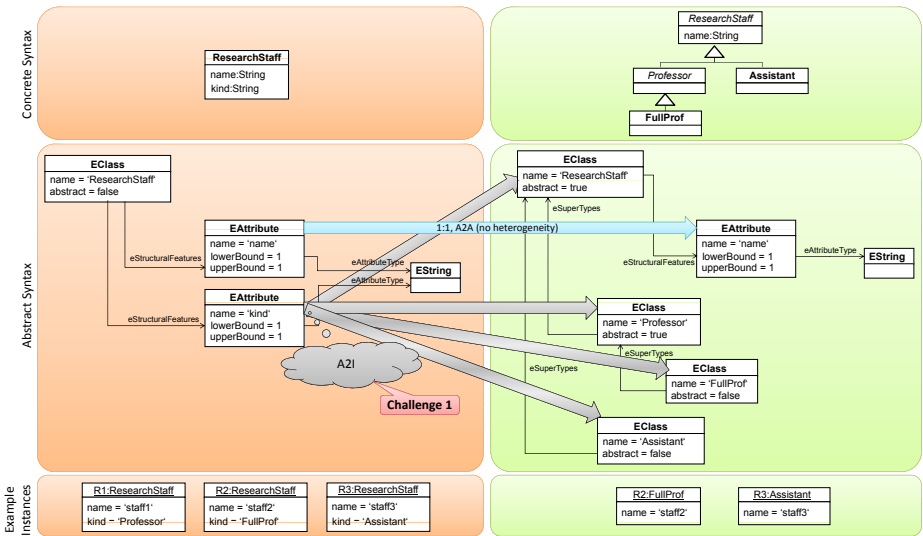 Concrete Syntax
ResearchStaff
name:String
kind:String
ResearchStaff
name:String
Professor
Assistant
FullProf
Abstract Syntax
EClass
name = 'ResearchStaff'
abstract = false
EAttribute
name = 'name'
lowerBound = 1
upperBound = 1
eStructuralFeatures
eAttributeType
EString
eAttributeType
EAttribute
name = 'kind'
lowerBound = 1
upperBound = 1
eStructuralFeatures
A2I
Challenge 1
1:1, A2A (no heterogeneity)
EClass
name = 'ResearchStaff'
abstract = true
eSuperTypes
EAttribute
name = 'name'
lowerBound = 1
upperBound = 1
eStructuralFeatures
eAttributeType
EString
EClass
name = 'Professor'
abstract = true
eSuperTypes
EClass
name = 'FullProf'
abstract = false
eSuperTypes
EClass
name = 'Assistant'
abstract = false
Example
Instances
R1:ResearchStaff
name = 'staff1'
kind = 'Professor'
R2:ResearchStaff
name = 'staff2'
kind = 'FullProf'
R3:ResearchStaff
name = 'staff3'
kind = 'Assistant'
R2:FullProf
name = 'staff2'
R3:Assistant
name = 'staff3'